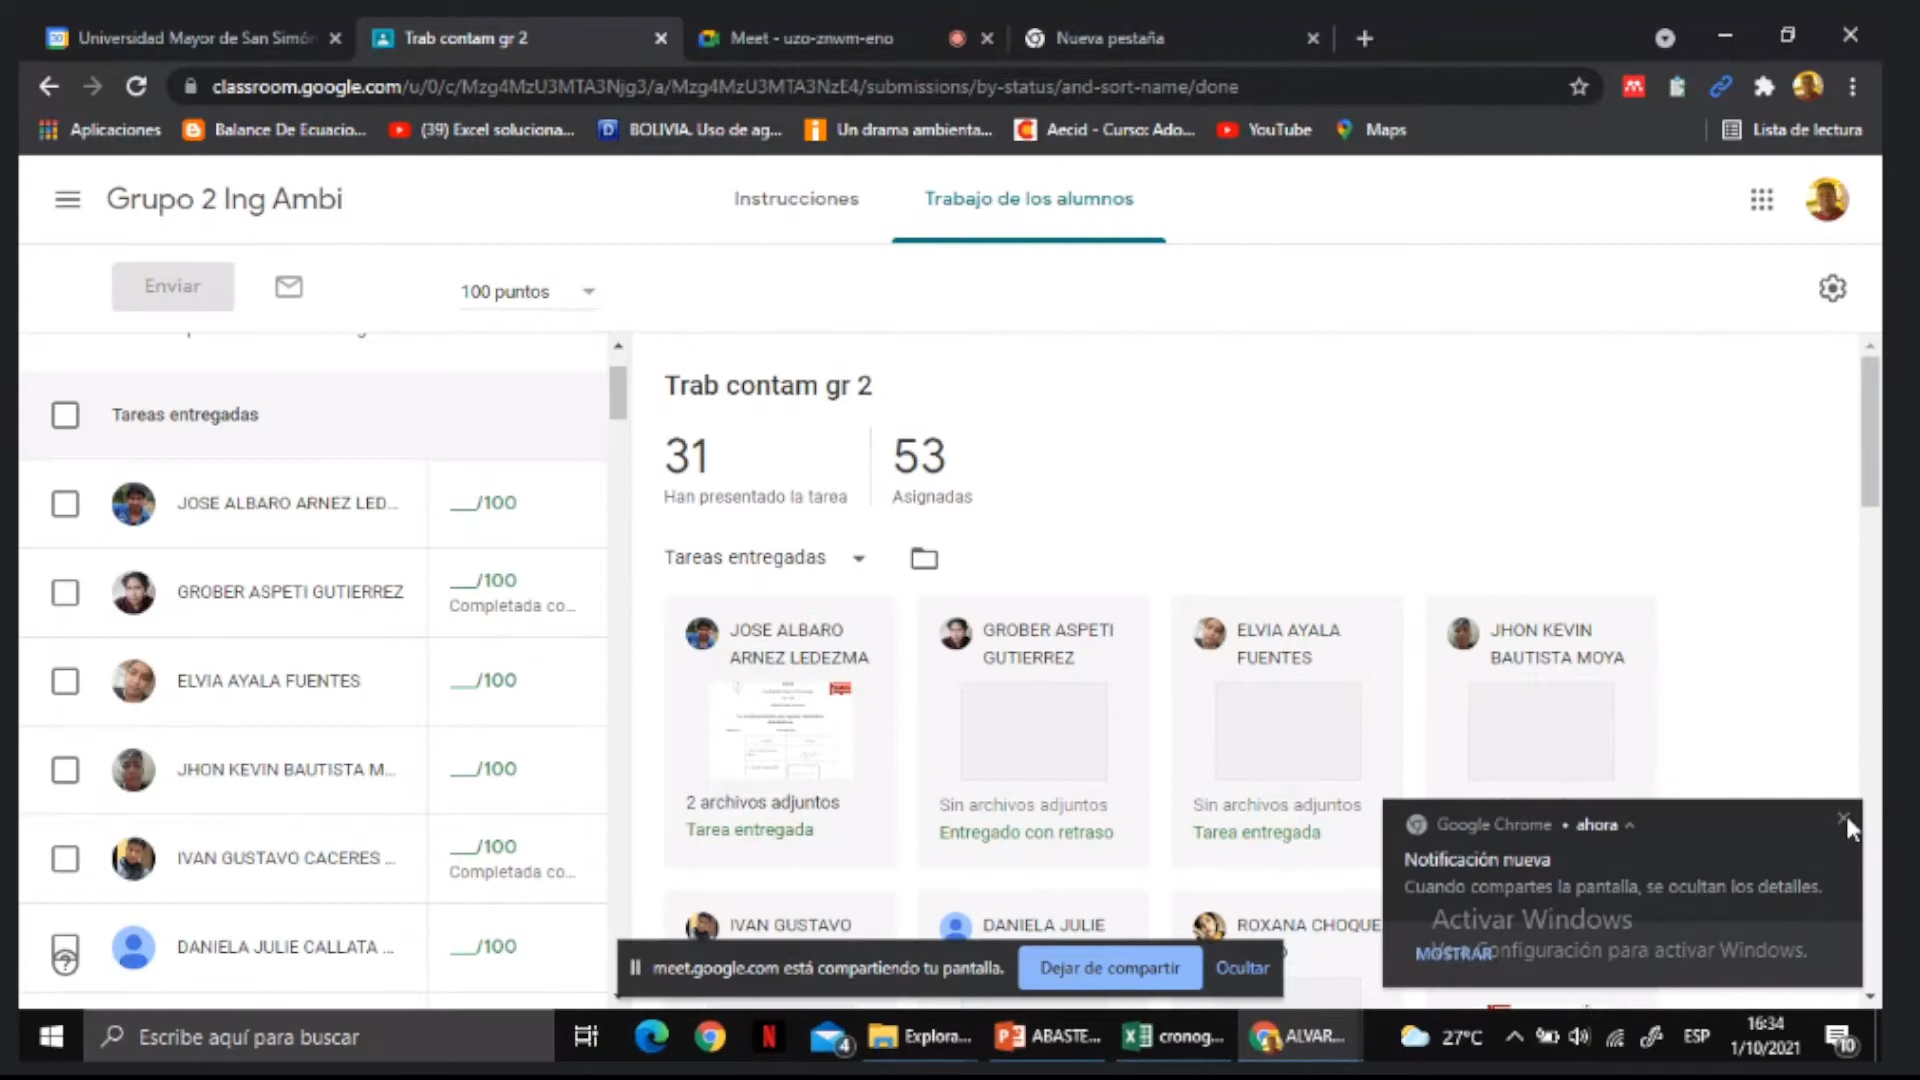 Universidad Mayor de San Simón
Trab contam gr 2
Meet - uzo-znwm-eno
Nueva pestaña
classroom.google.com/u/0/c/Mzg4MzU3MTA3Njg3/a/Mzg4MzU3MTA3NzE4/submissions/by-status/and-sort-name/done
Aplicaciones
Balance De Ecuacio...
(39) Excel soluciona...
BOLIVIA. Uso de ag...
Un drama ambienta...
Aecid - Curso: Ado...
YouTube
Maps
Lista de lectura
Grupo 2 Ing Ambi
Instrucciones
Trabajo de los alumnos
Enviar
100 puntos
Tareas entregadas
JOSE ALBARO ARNEZ LED...
__/100
GROBER ASPETI GUTIERREZ
__/100
Completada co...
ELVIA AYALA FUENTES
__/100
JHON KEVIN BAUTISTA M...
__/100
IVAN GUSTAVO CACERES ...
__/100
Completada co...
DANIELA JULIE CALLATA ...
__/100
Trab contam gr 2
31
Han presentado la tarea
53
Asignadas
Tareas entregadas
JOSE ALBARO
ARNEZ LEDEZMA
2 archivos adjuntos
Tarea entregada
GROBER ASPETI
GUTIERREZ
Sin archivos adjuntos
Entregado con retraso
ELVIA AYALA
FUENTES
Sin archivos adjuntos
Tarea entregada
JHON KEVIN
BAUTISTA MOYA
IVAN GUSTAVO
DANIELA JULIE
ROXANA CHOQUE
Google Chrome • ahora
Notificación nueva
Cuando compartes la pantalla, se ocultan los detalles.
Activar Windows
MOSTRAR
Configuración para activar Windows.
meet.google.com está compartiendo tu pantalla.
Dejar de compartir
Ocultar
Escribe aquí para buscar
4
Explora...
ABASTE...
cronog...
ALVAR...
27°C
ESP
16:34
1/10/2021
10